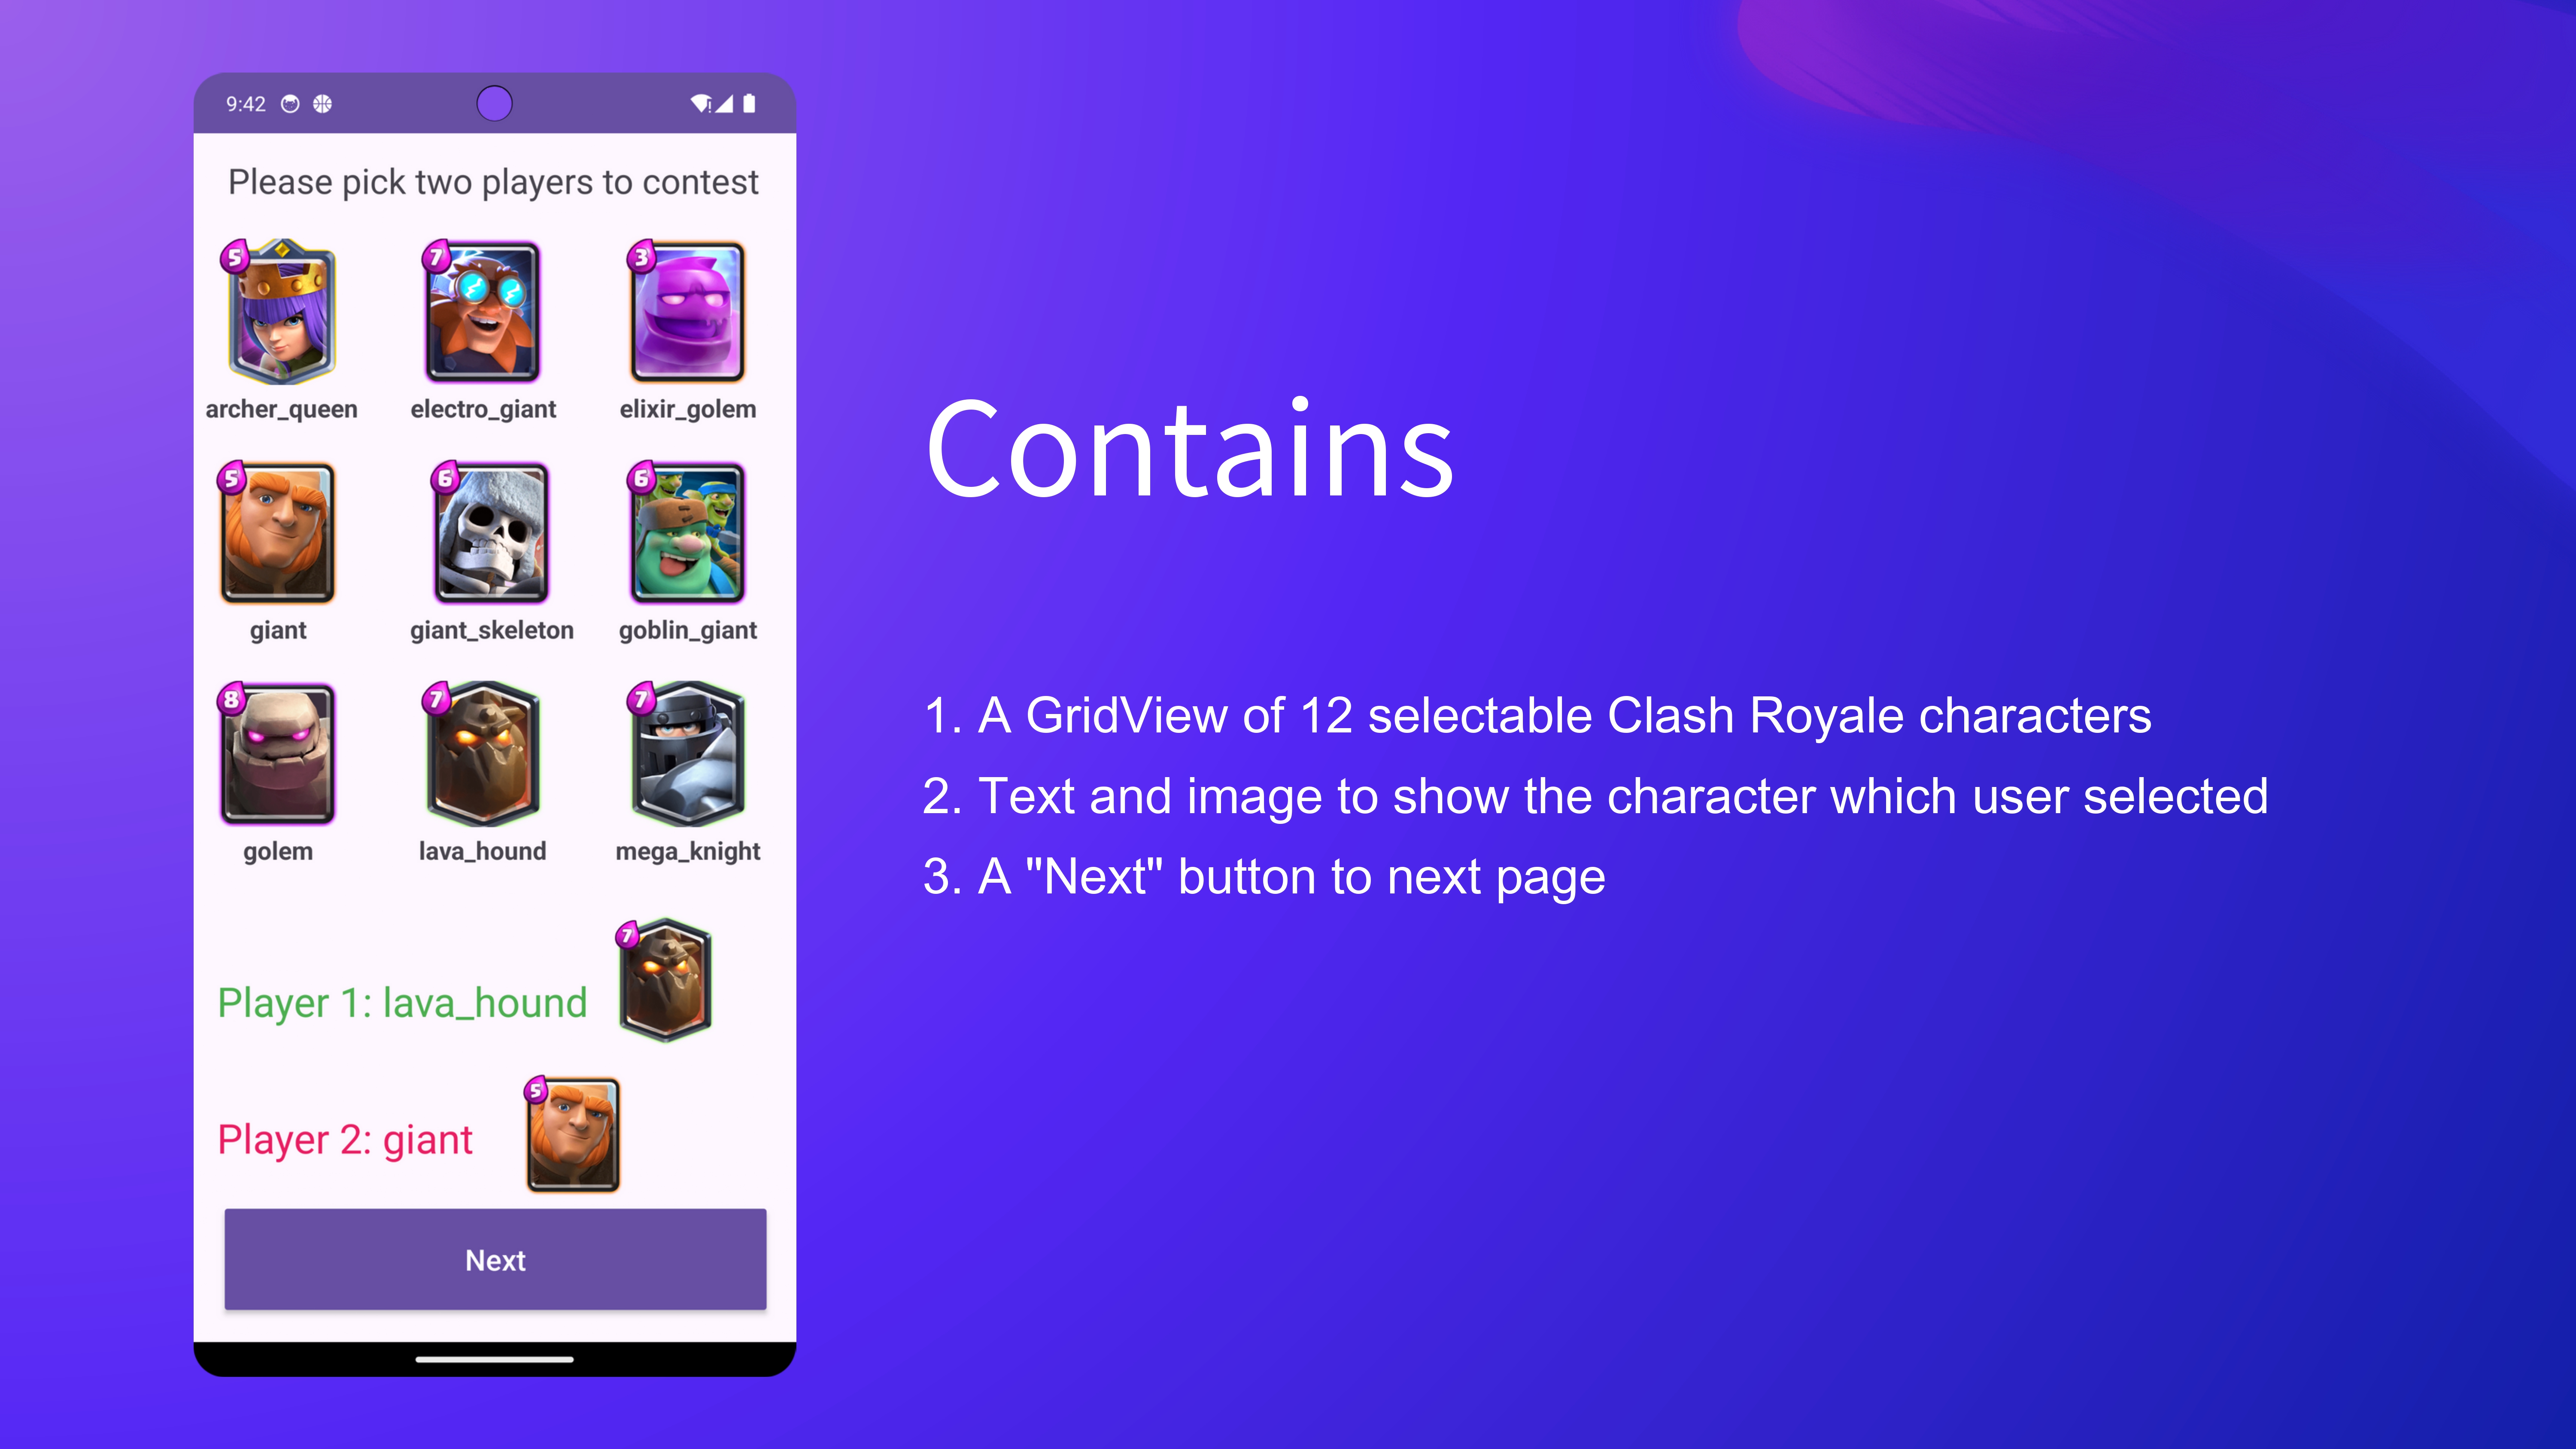 9:42
Please pick two players to contest
5 7 3
archer_queen electro_giant elixir_golem
5 6 6
giant giant_skeleton goblin_giant
8 7 7
golem lava_hound mega_knight
7
Player 1: lava_hound
5
Player 2: giant
Next
Contains
1. A GridView of 12 selectable Clash Royale characters
2. Text and image to show the character which user selected
3. A "Next" button to next page